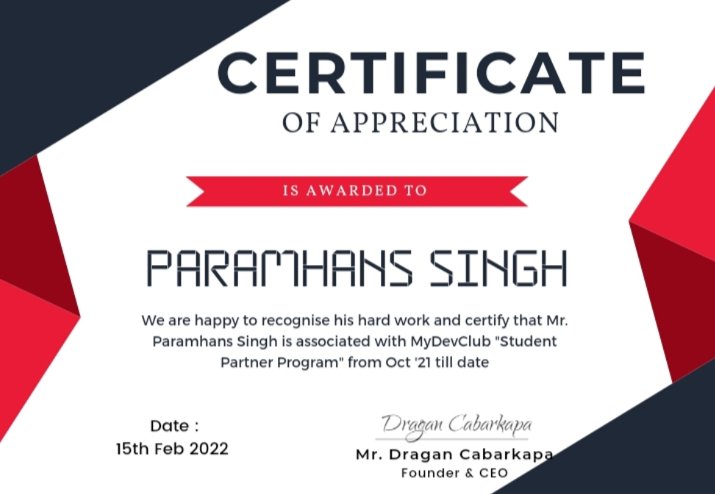 CERTIFICATE
OF APPRECIATION
IS AWARDED TO
PARAMHANS SINGH
We are happy to recognise his hard work and certify that Mr.
Paramhans Singh is associated with MyDevClub "Student
Partner Program" from Oct '21 till date
Date :
15th Feb 2022
Dragan Cabarkapa
Mr. Dragan Cabarkapa
Founder & CEO